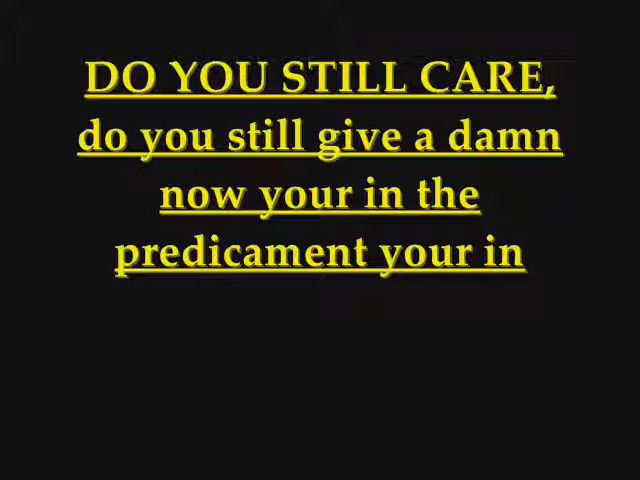 DO YOU STILL CARE,
do you still give a damn
now your in the
predicament your in